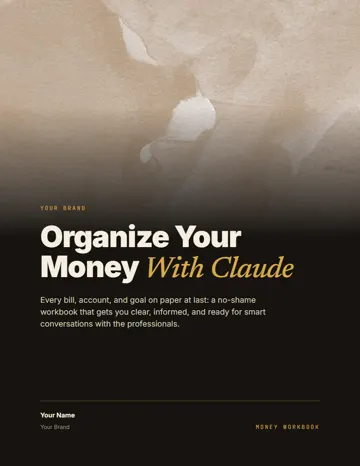 YOUR BRAND
Organize Your
Money With Claude
Every bill, account, and goal on paper at last: a no-shame
workbook that gets you clear, informed, and ready for smart
conversations with the professionals.
Your Name
Your Brand
MONEY WORKBOOK